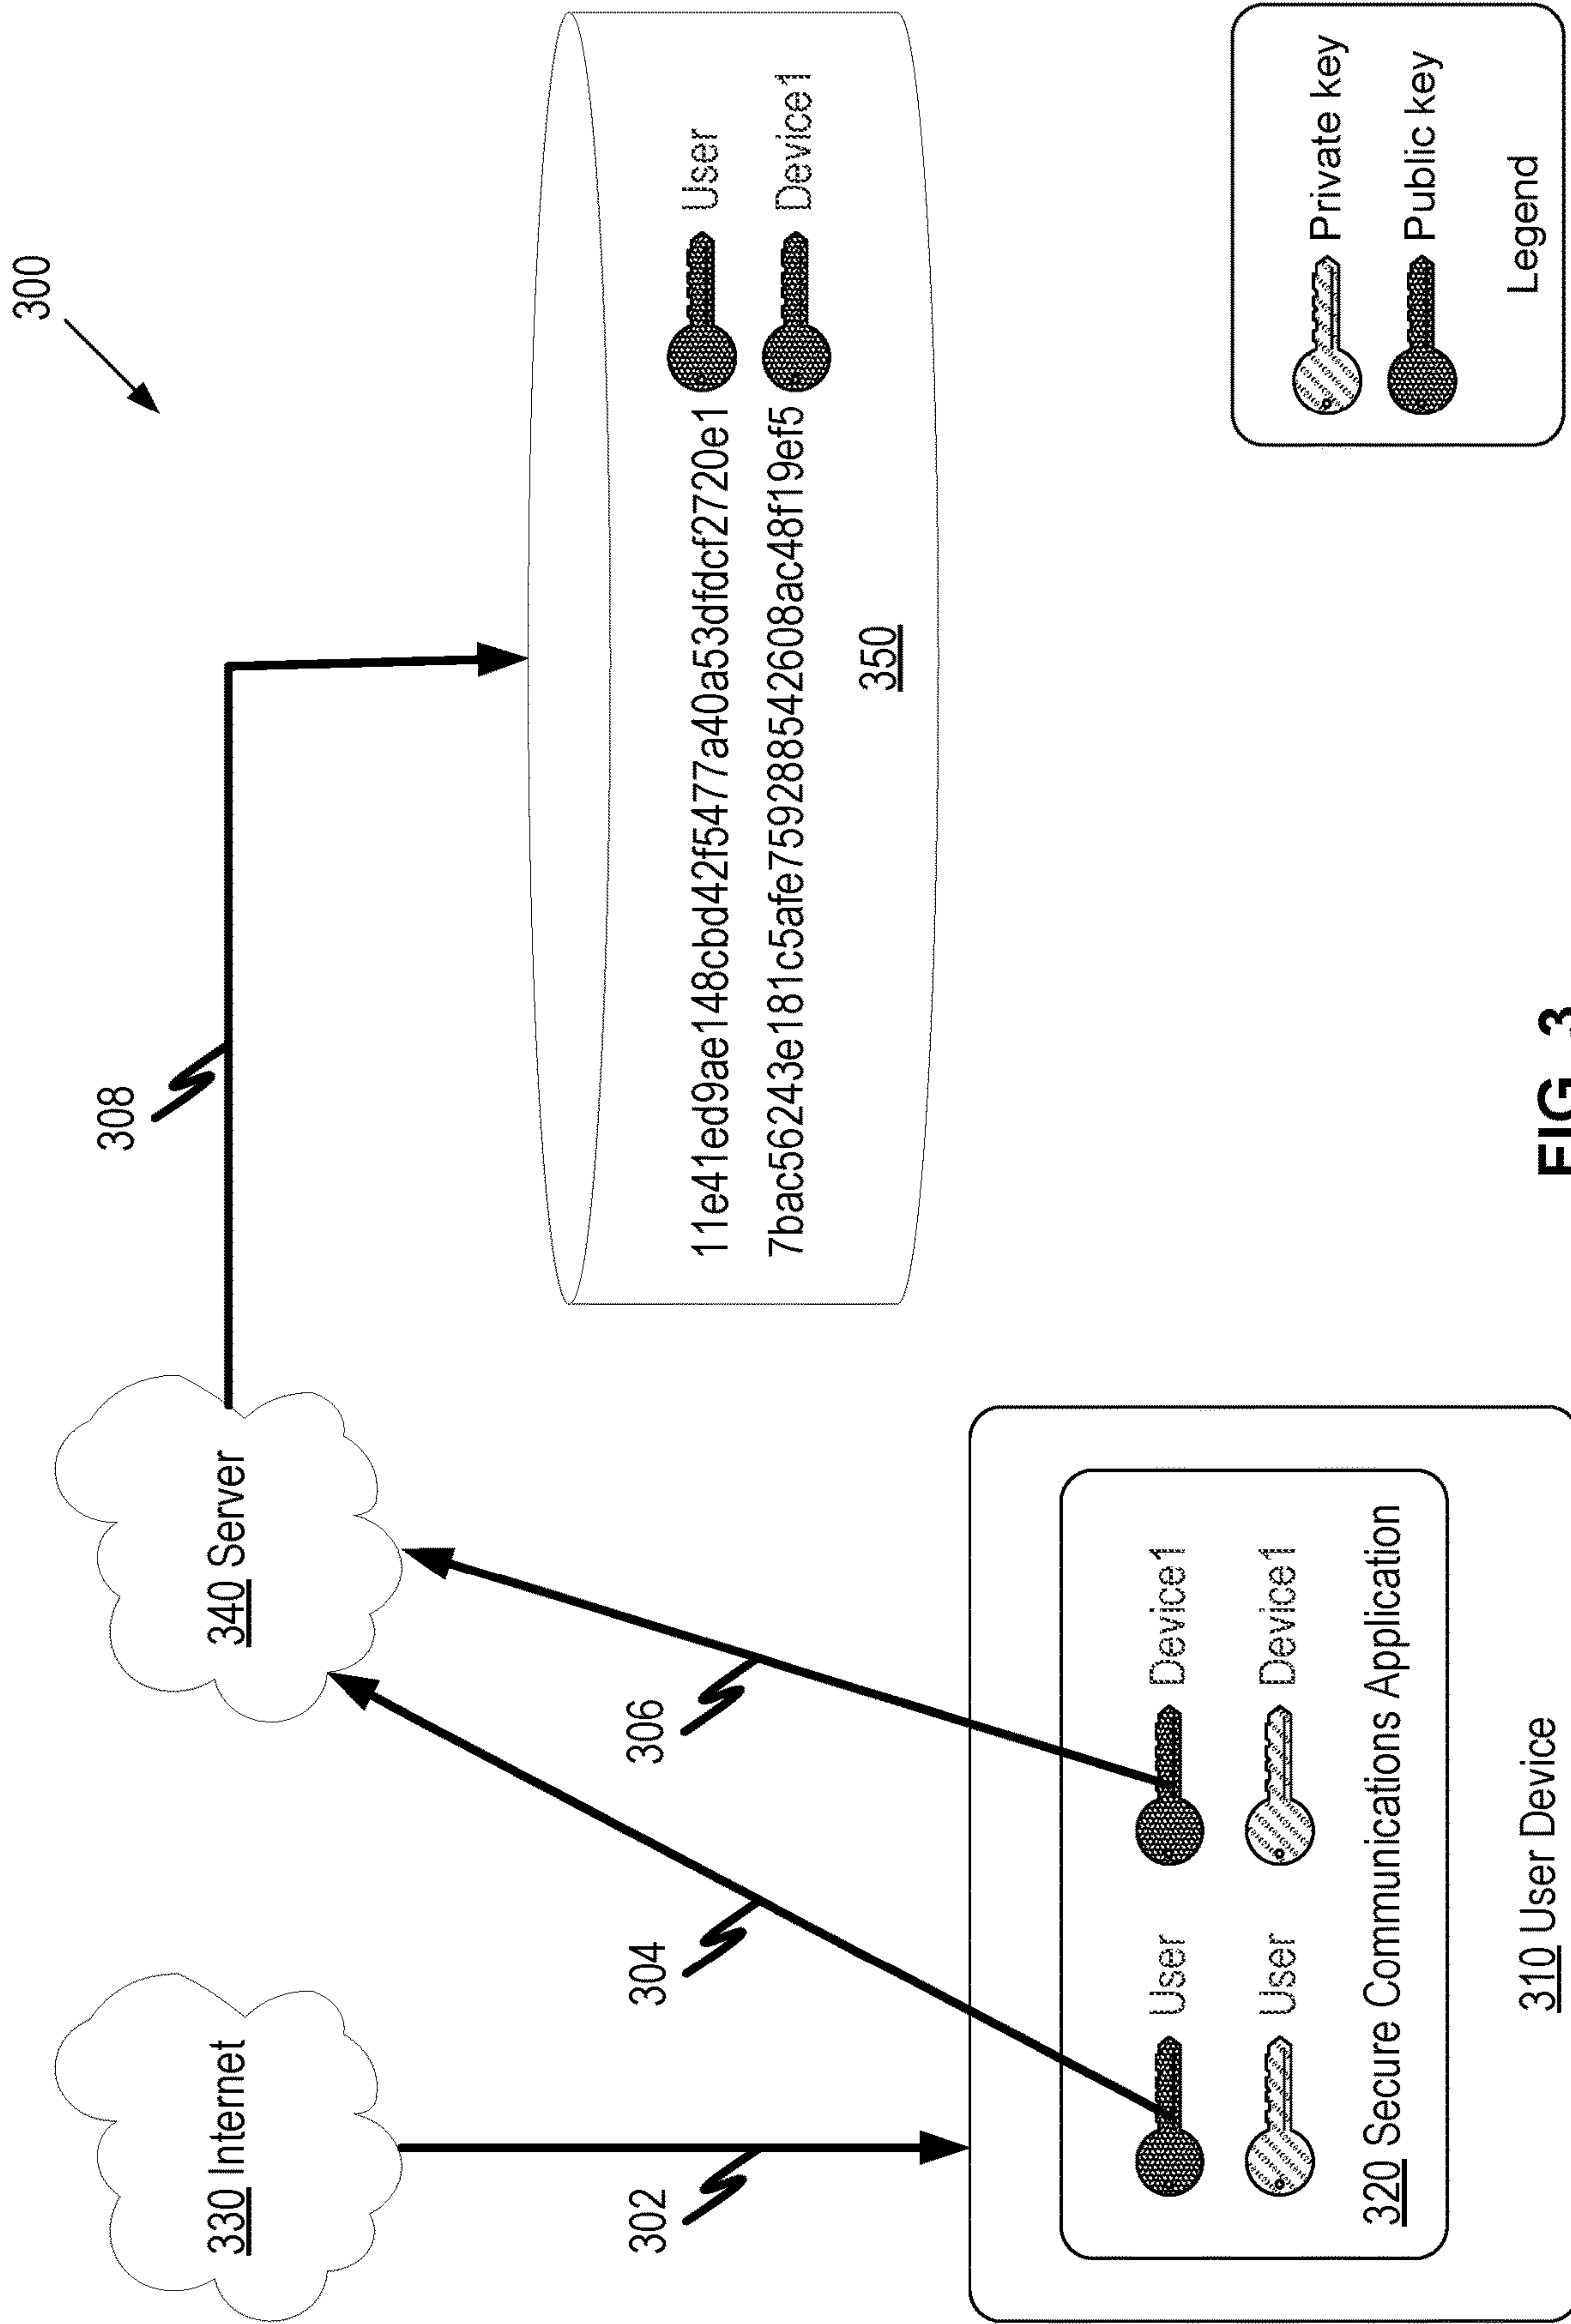 300
330 Internet
340 Server
308
302
304
306
11e41ed9ae148cbd42f5477a40a53dfdcf2720e1
User
7bac56243e181c5afe759288542608ac48f19ef5
Device1
350
User
Device1
User
Device1
320 Secure Communications Application
310 User Device
Private key
Public key
Legend
FIG. 3